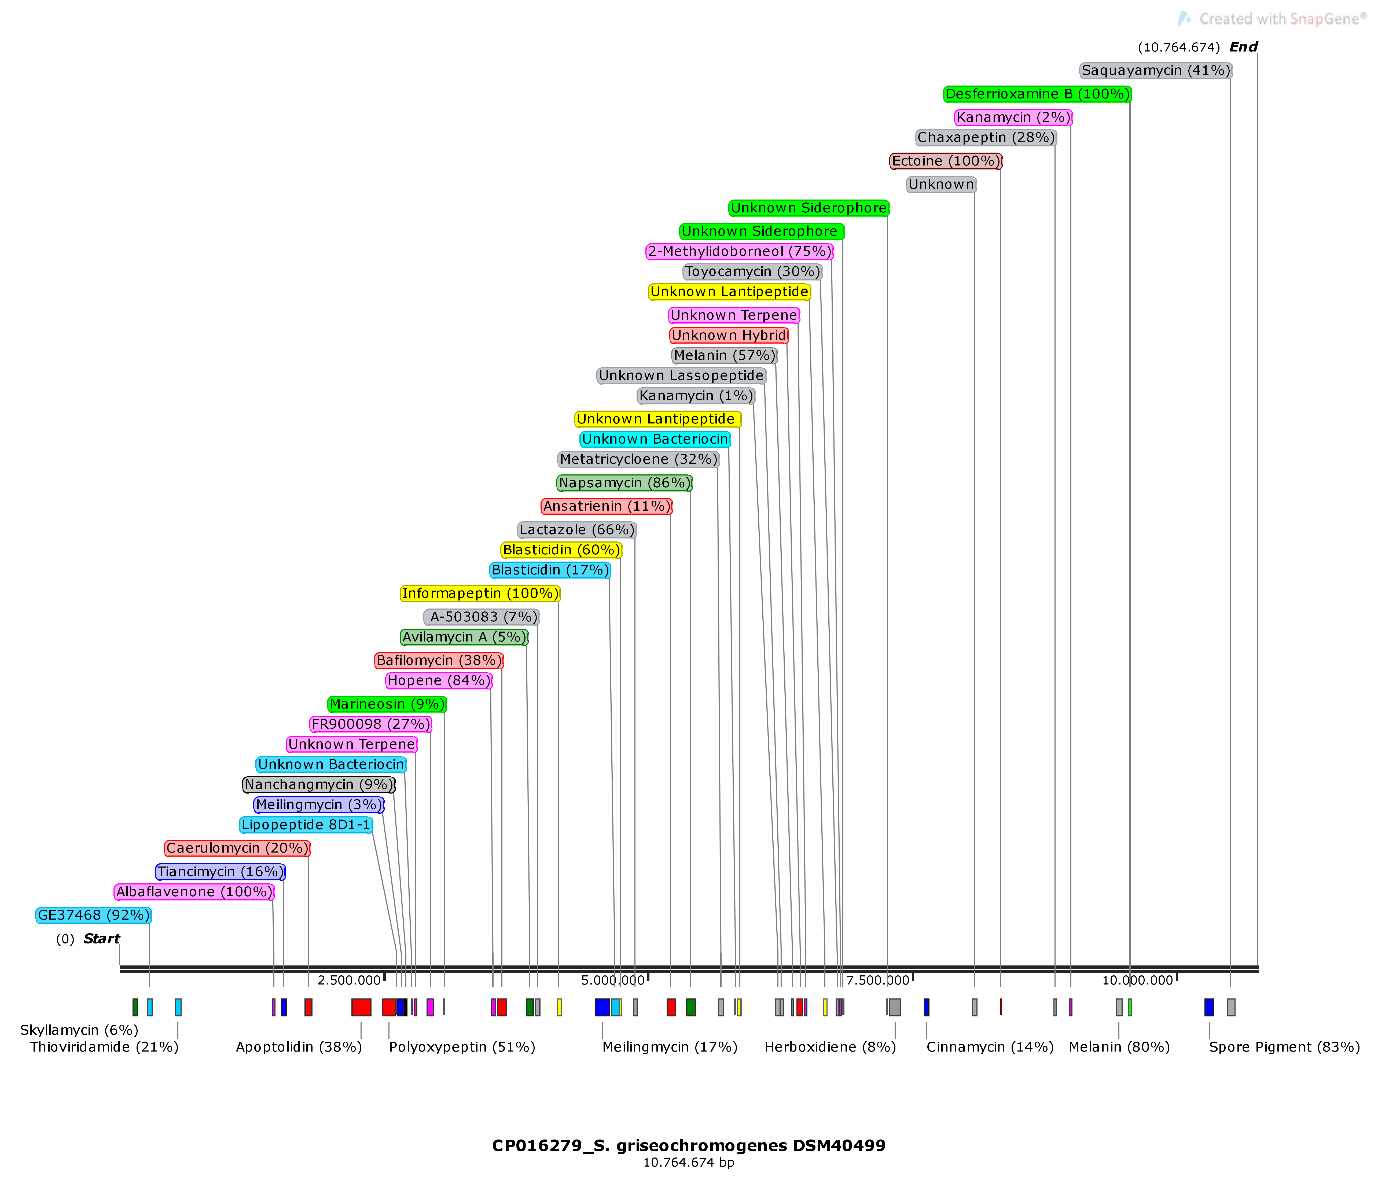 Created with SnapGene®
(10.764.674) End
Saquayamycin (41%)
Desferrioxamine B (100%)
Kanamycin (2%)
Chaxapeptin (28%)
Ectoine (100%)
Unknown
Unknown Siderophore
Unknown Siderophore
2-Methylidoborneol (75%)
Toyocamycin (30%)
Unknown Lantipeptide
Unknown Terpene
Unknown Hybrid
Melanin (57%)
Unknown Lassopeptide
Kanamycin (1%)
Unknown Lantipeptide
Unknown Bacteriocin
Metatricycloene (32%)
Napsamycin (86%)
Ansatrienin (11%)
Lactazole (66%)
Blasticidin (60%)
Blasticidin (17%)
Informapeptin (100%)
A-503083 (7%)
Avilamycin A (5%)
Bafilomycin (38%)
Hopene (84%)
Marineosin (9%)
FR900098 (27%)
Unknown Terpene
Unknown Bacteriocin
Nanchangmycin (9%)
Meilingmycin (3%)
Lipopeptide 8D1-1
Caerulomycin (20%)
Tiancimycin (16%)
Albaflavenone (100%)
GE37468 (92%)
(0) Start
2.500.000 5.000.000 7.500.000 10.000.000
Skyllamycin (6%)
Thioviridamide (21%) Apoptolidin (38%) Polyoxypeptin (51%) Meilingmycin (17%) Herboxidiene (8%) Cinnamycin (14%) Melanin (80%) Spore Pigment (83%)
CP016279_S. griseochromogenes DSM40499
10.764.674 bp